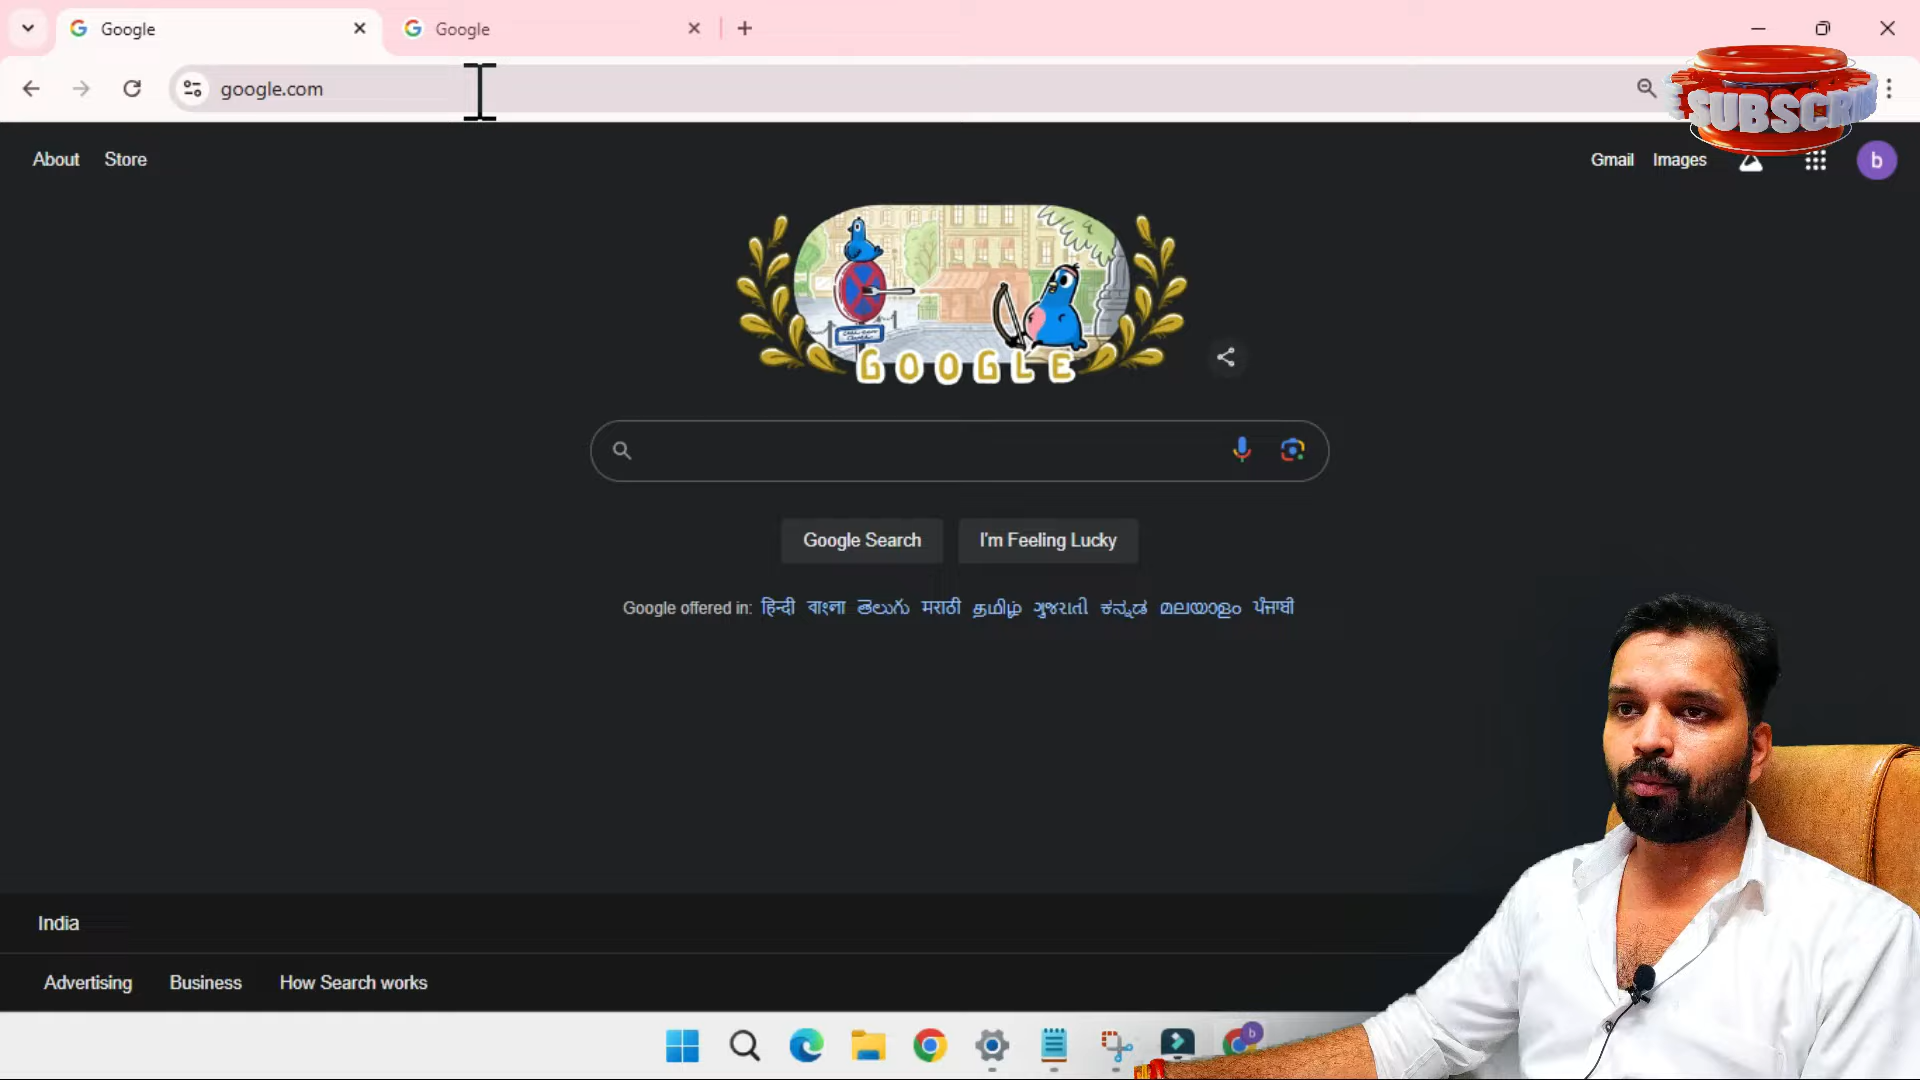 Google
Google
google.com
SUBSCRI
About Store
Gmail Images
b
GOOGLE
Google Search
I'm Feeling Lucky
Google offered in: हिन्दी বাংলা తెలుగు मराठी தமிழ் ગુજરાતી ಕನ್ನಡ മലയാളം ਪੰਜਾਬੀ
India
Advertising Business How Search works
b